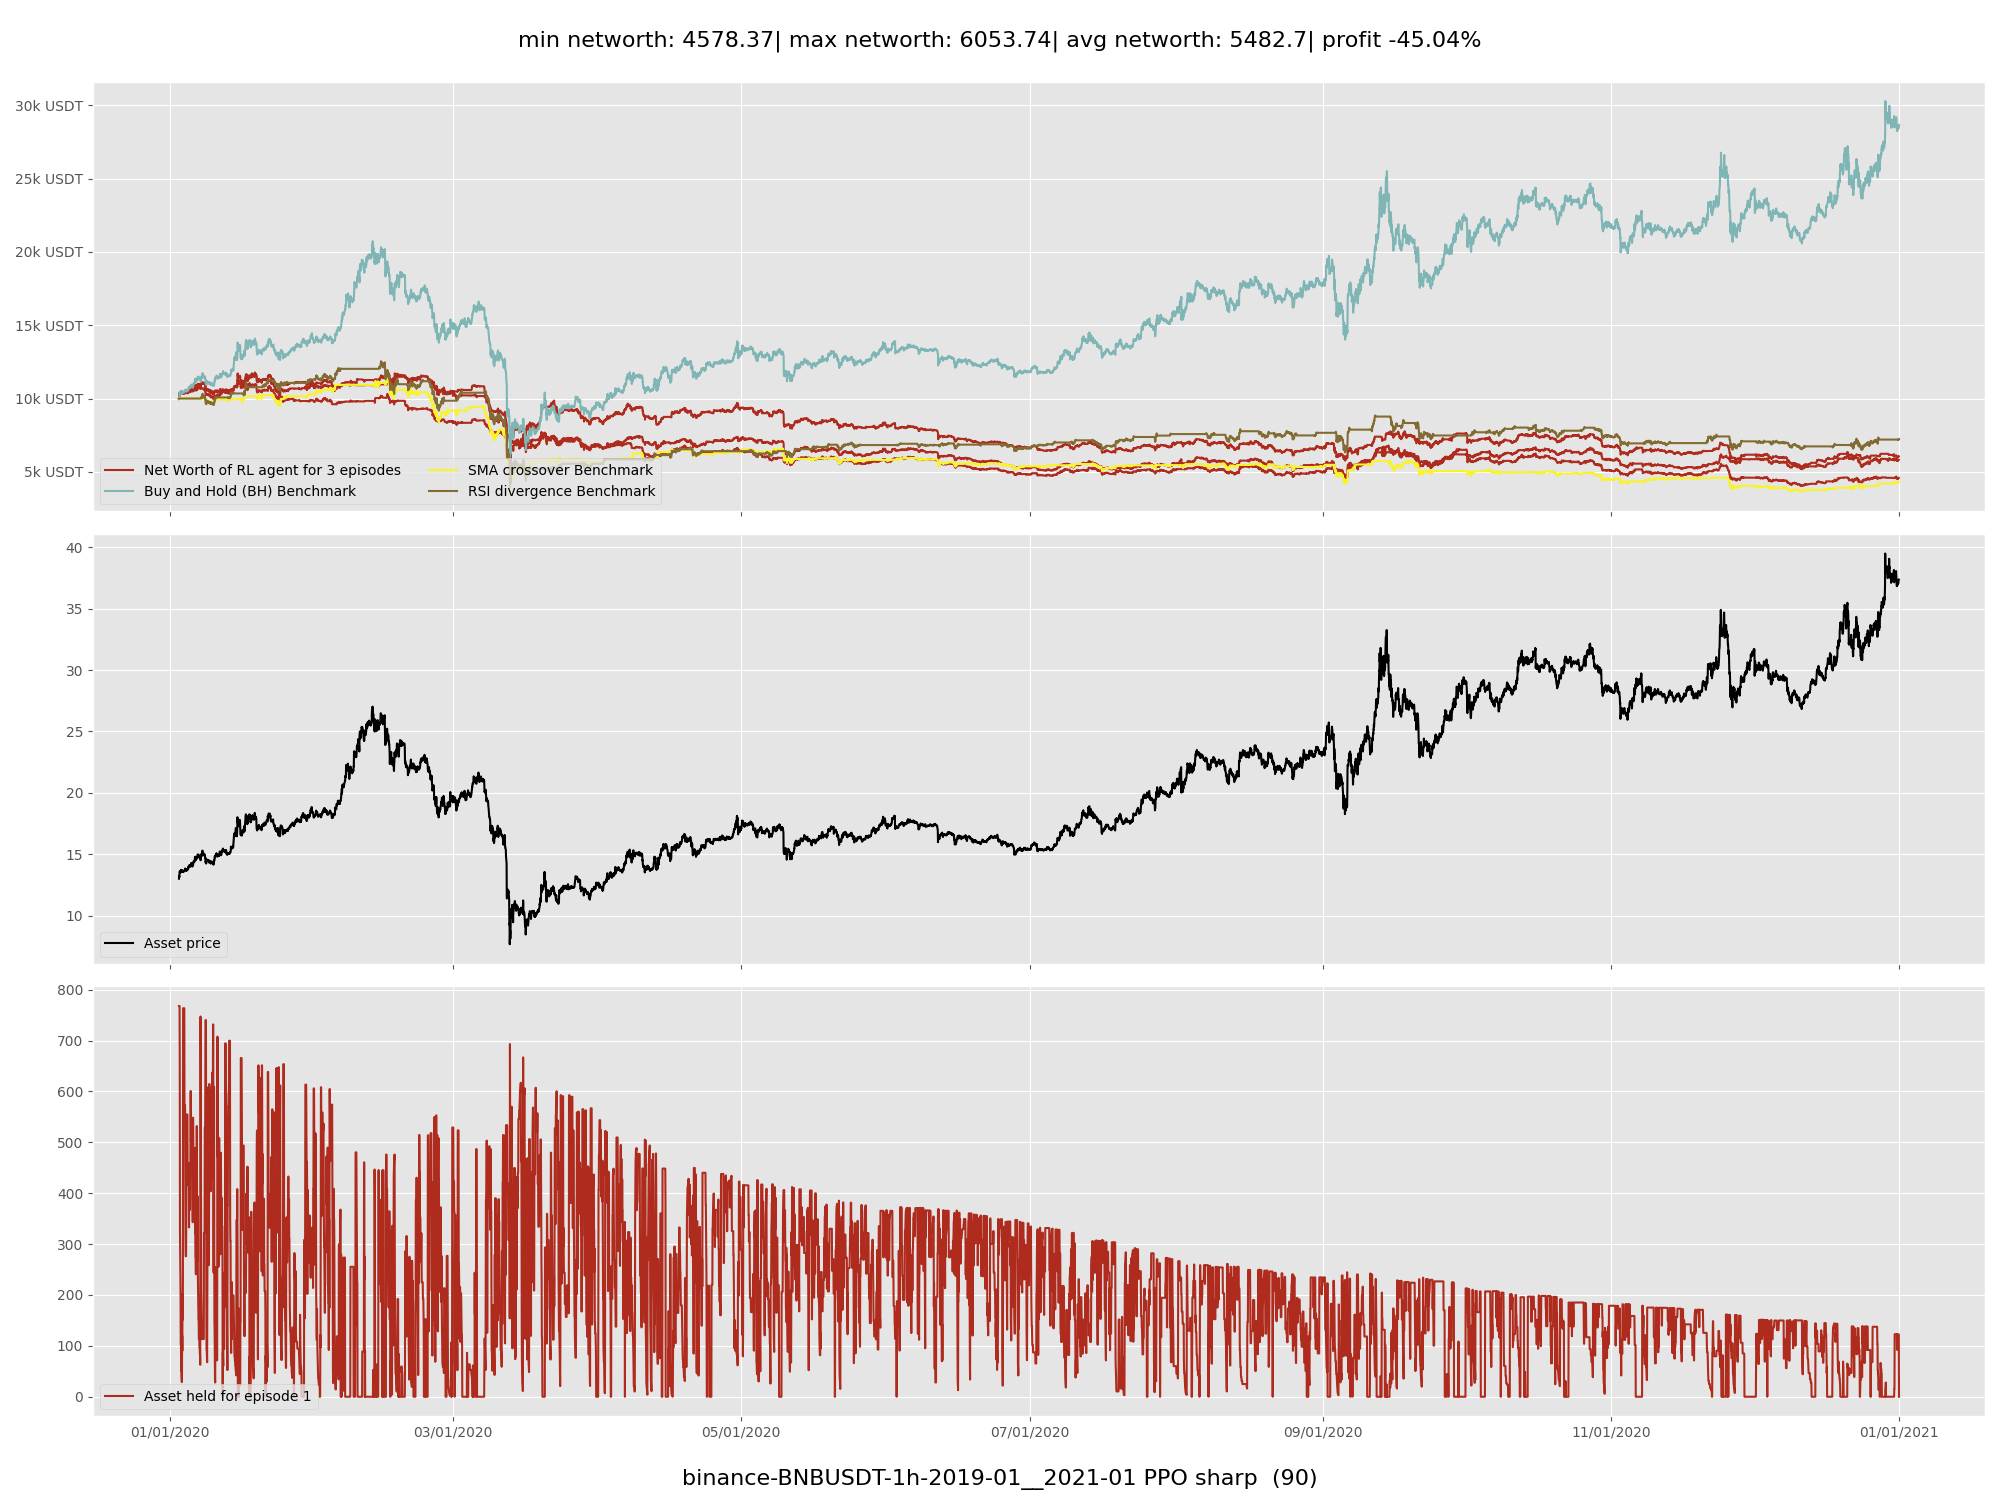 min networth: 4578.37| max networth: 6053.74| avg networth: 5482.7| profit -45.04%
30k USDT
25k USDT
20k USDT
15k USDT
10k USDT
5k USDT
Net Worth of RL agent for 3 episodes
Buy and Hold (BH) Benchmark
SMA crossover Benchmark
RSI divergence Benchmark
40
35
30
25
20
15
10
Asset price
800
700
600
500
400
300
200
100
0
Asset held for episode 1
01/01/2020 03/01/2020 05/01/2020 07/01/2020 09/01/2020 11/01/2020 01/01/2021
binance-BNBUSDT-1h-2019-01__2021-01 PPO sharp (90)